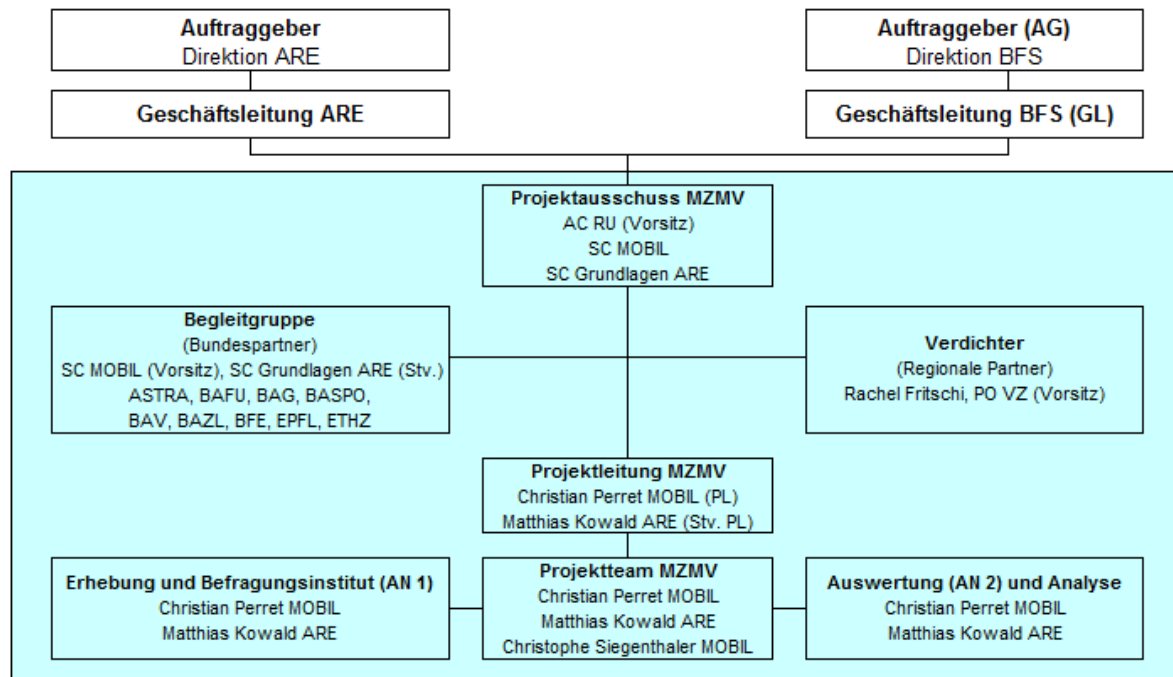 Auftraggeber
Direktion ARE
Auftraggeber (AG)
Direktion BFS
Geschäftsleitung ARE
Geschäftsleitung BFS (GL)
Projektausschuss MZMV
AC RU (Vorsitz)
SC MOBIL
SC Grundlagen ARE
Begleitgruppe
(Bundespartner)
SC MOBIL (Vorsitz), SC Grundlagen ARE (Stv.)
ASTRA, BAFU, BAG, BASPO,
BAV, BAZL, BFE, EPFL, ETHZ
Verdichter
(Regionale Partner)
Rachel Fritschi, PO VZ (Vorsitz)
Projektleitung MZMV
Christian Perret MOBIL (PL)
Matthias Kowald ARE (Stv. PL)
Erhebung und Befragungsinstitut (AN 1)
Christian Perret MOBIL
Matthias Kowald ARE
Projektteam MZMV
Christian Perret MOBIL
Matthias Kowald ARE
Christophe Siegenthaler MOBIL
Auswertung (AN 2) und Analyse
Christian Perret MOBIL
Matthias Kowald ARE